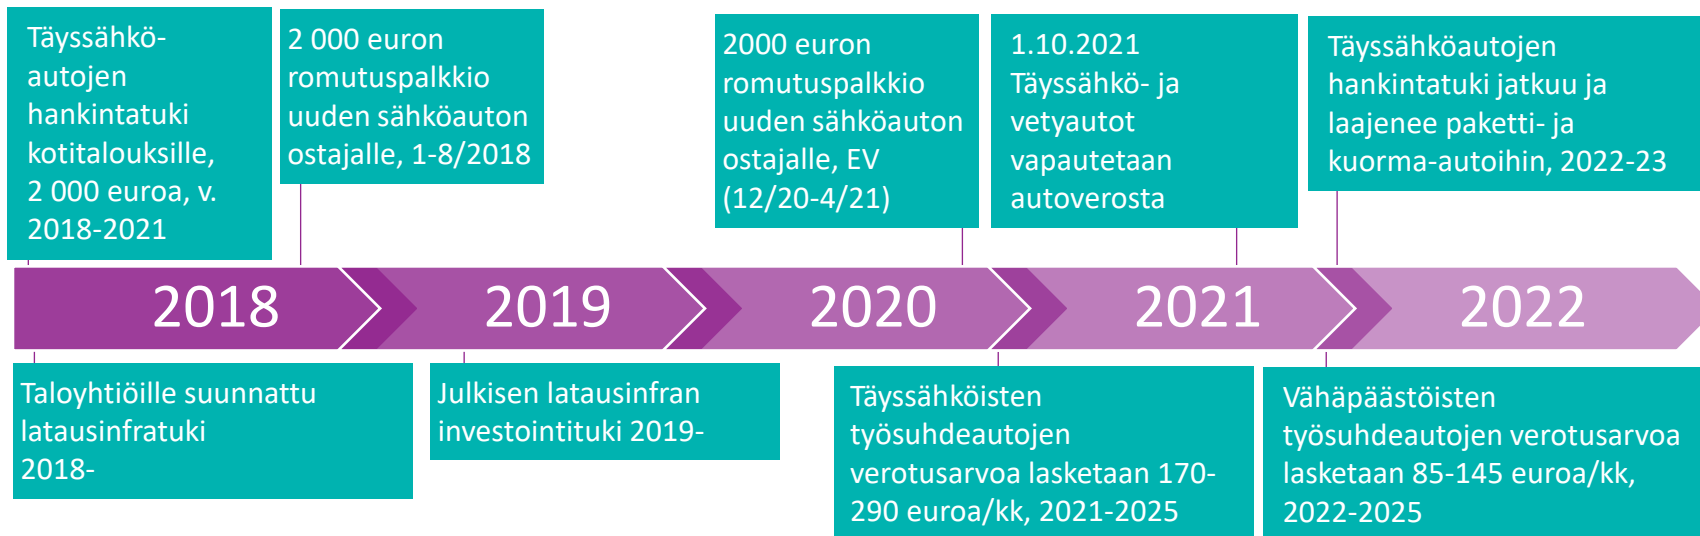 Täyssähkö-
autojen
hankintatuki
kotitalouksille,
2 000 euroa, v.
2018-2021
2 000 euron
romutuspalkkio
uuden sähköauton
ostajalle, 1-8/2018
2000 euron
romutuspalkkio
uuden sähköauton
ostajalle, EV
(12/20-4/21)
1.10.2021
Täyssähkö- ja
vetyautot
vapautetaan
autoverosta
Täyssähköautojen
hankintatuki jatkuu ja
laajenee paketti- ja
kuorma-autoihin, 2022-23
2018
2019
2020
2021
2022
Taloyhtiöille suunnattu
latausinfratuki
2018-
Julkisen latausinfran
investointituki 2019-
Täyssähköisten
työsuhdeautojen
verotusarvoa lasketaan 170-
290 euroa/kk, 2021-2025
Vähäpäästöisten
työsuhdeautojen verotusarvoa
lasketaan 85-145 euroa/kk,
2022-2025